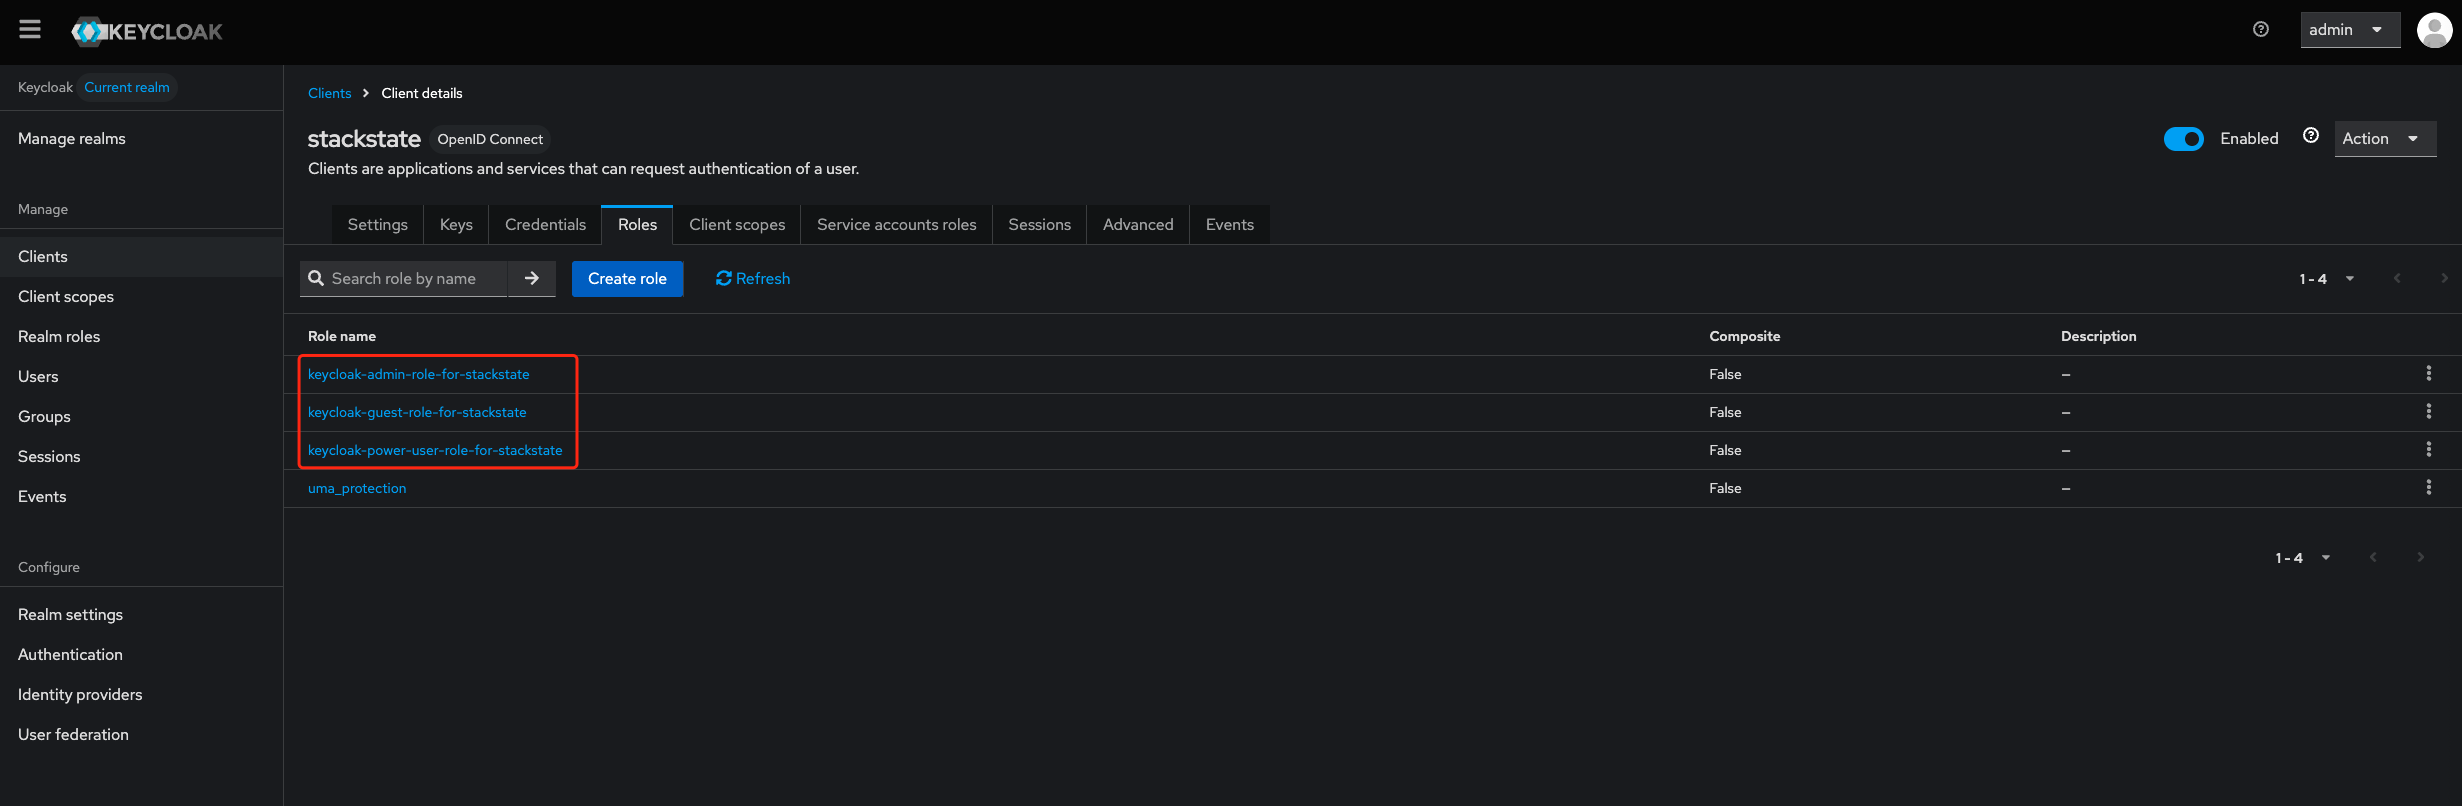 KEYCLOAK
admin
Keycloak Current realm
Manage realms
Manage
Clients
Client scopes
Realm roles
Users
Groups
Sessions
Events
Configure
Realm settings
Authentication
Identity providers
User federation
Clients > Client details
stackstate OpenID Connect
Enabled
Action
Clients are applications and services that can request authentication of a user.
Settings Keys Credentials Roles Client scopes Service accounts roles Sessions Advanced Events
Search role by name Create role Refresh 1 - 4
Role name Composite Description
keycloak-admin-role-for-stackstate False –
keycloak-guest-role-for-stackstate False –
keycloak-power-user-role-for-stackstate False –
uma_protection False –
1 - 4